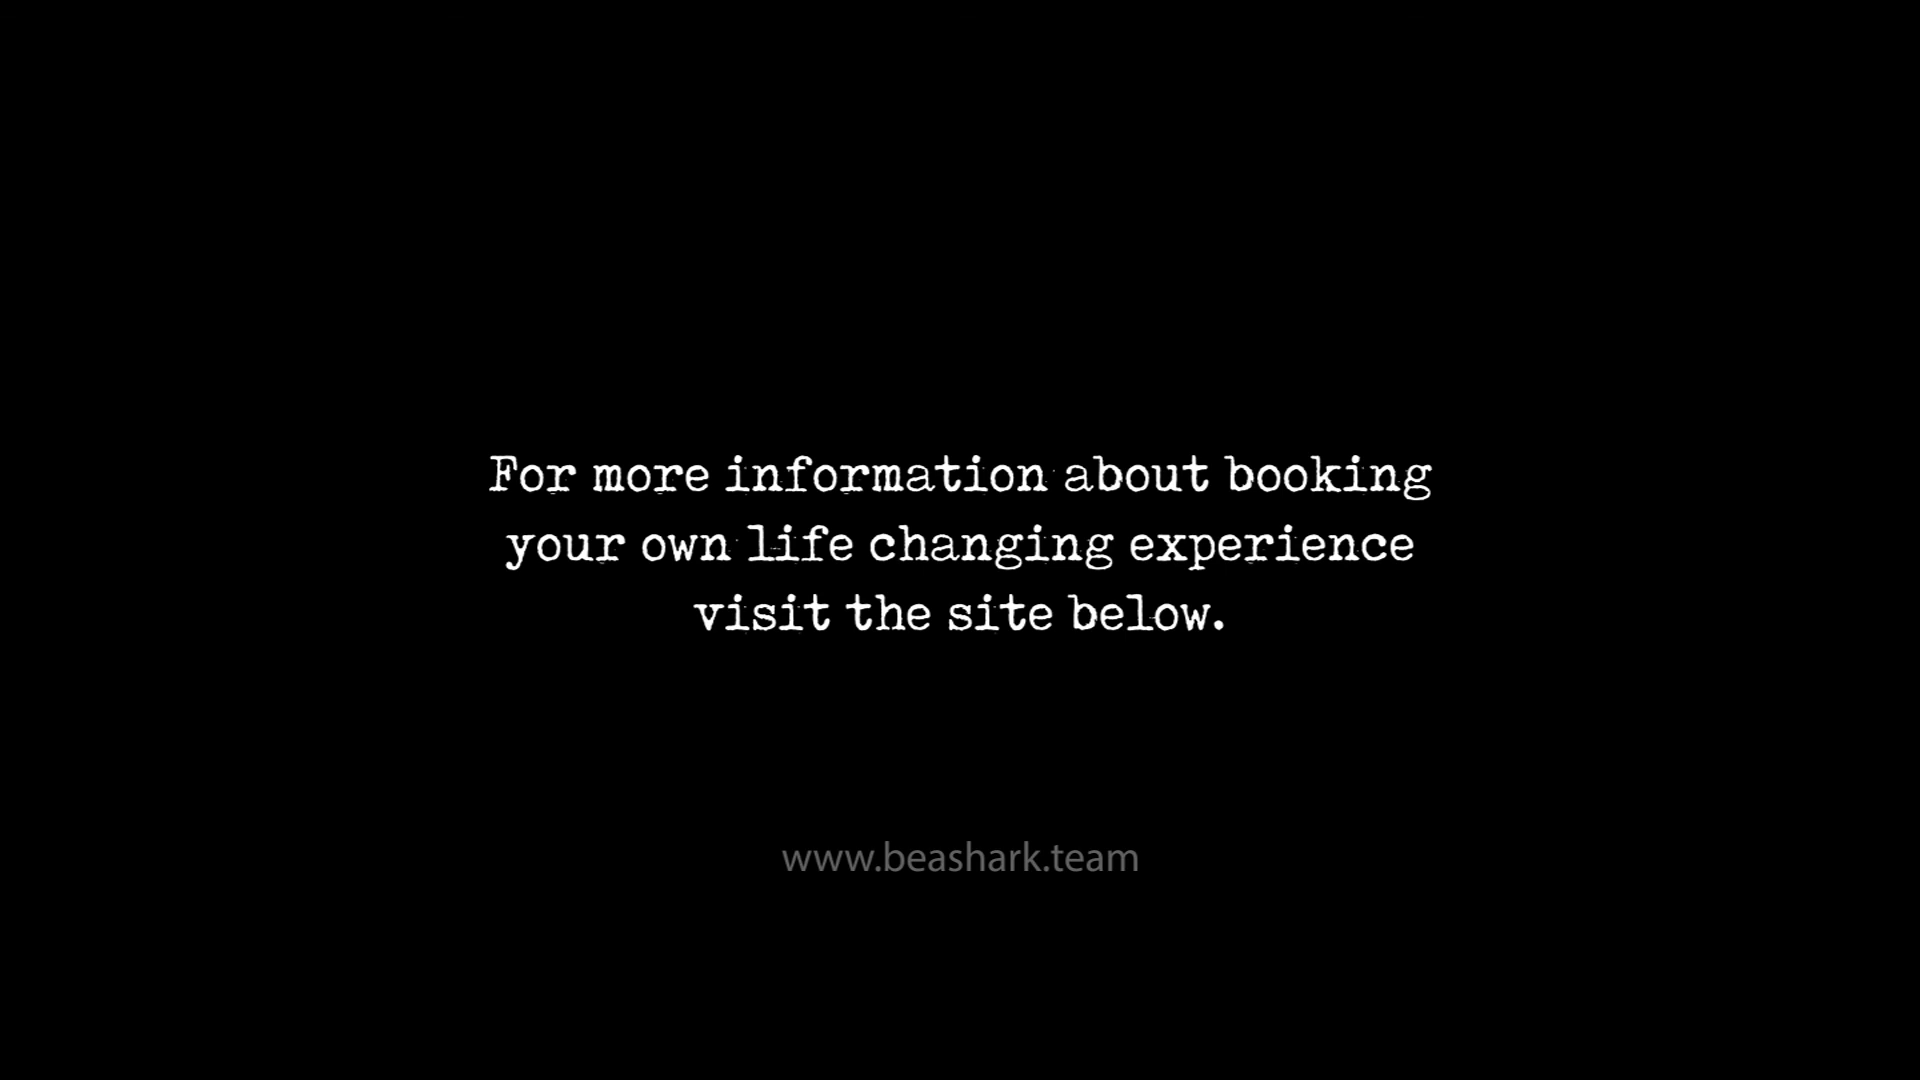 For more information about booking
your own life changing experience
visit the site below.
www.beashark.team